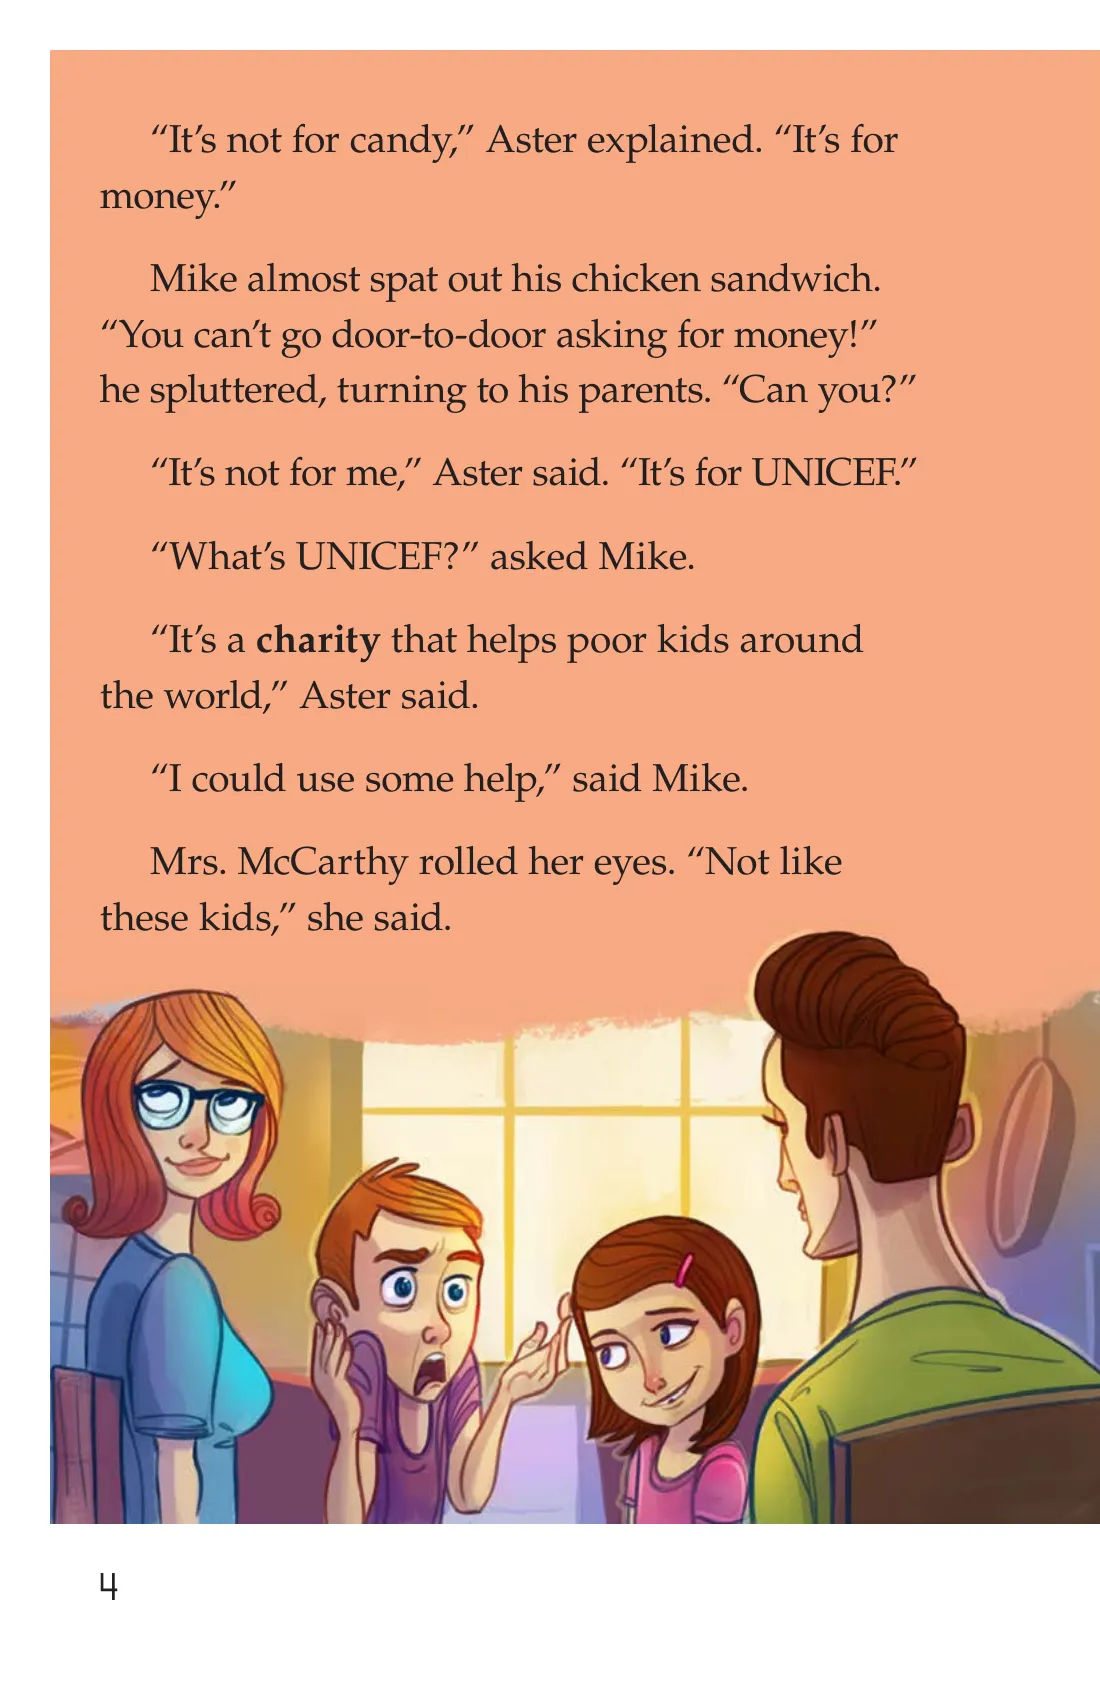 “It’s not for candy,” Aster explained. “It’s for
money.”
Mike almost spat out his chicken sandwich.
“You can’t go door-to-door asking for money!”
he spluttered, turning to his parents. “Can you?”
“It’s not for me,” Aster said. “It’s for UNICEF.”
“What’s UNICEF?” asked Mike.
“It’s a charity that helps poor kids around
the world,” Aster said.
“I could use some help,” said Mike.
Mrs. McCarthy rolled her eyes. “Not like
these kids,” she said.
4